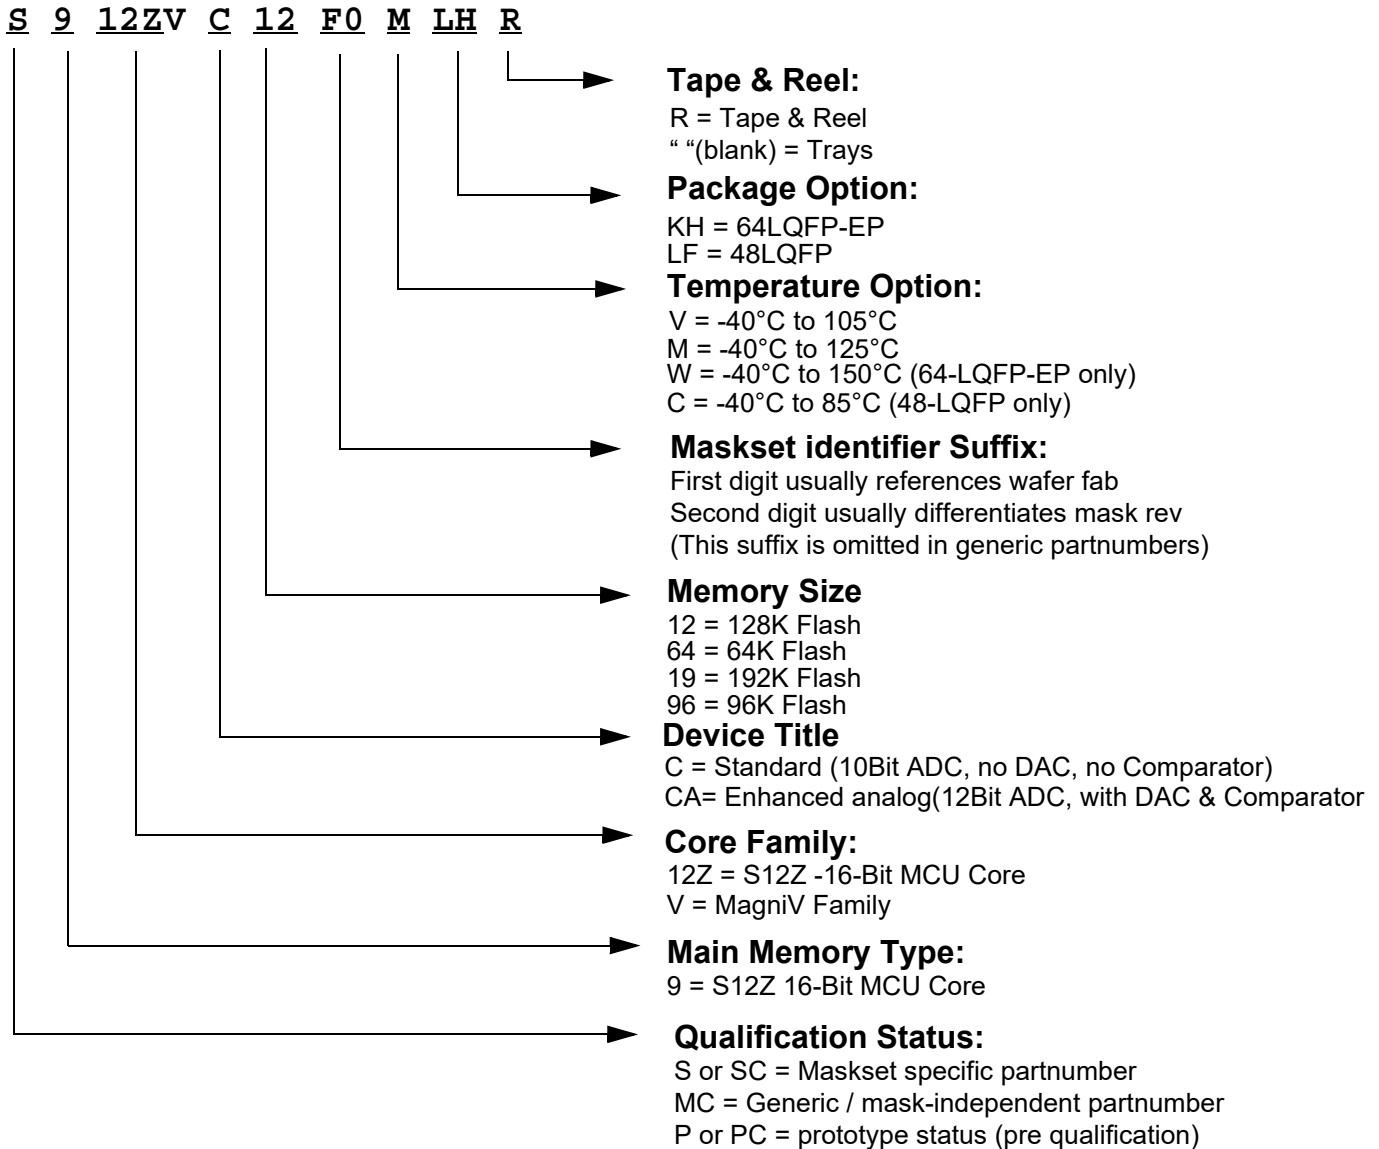 S 9 12ZV C 12 F0 M LH R
Tape & Reel:
R = Tape & Reel
“ “(blank) = Trays
Package Option:
KH = 64LQFP-EP
LF = 48LQFP
Temperature Option:
V = -40°C to 105°C
M = -40°C to 125°C
W = -40°C to 150°C (64-LQFP-EP only)
C = -40°C to 85°C (48-LQFP only)
Maskset identifier Suffix:
First digit usually references wafer fab
Second digit usually differentiates mask rev
(This suffix is omitted in generic partnumbers)
Memory Size
12 = 128K Flash
64 = 64K Flash
19 = 192K Flash
96 = 96K Flash
Device Title
C = Standard (10Bit ADC, no DAC, no Comparator)
CA= Enhanced analog(12Bit ADC, with DAC & Comparator
Core Family:
12Z = S12Z -16-Bit MCU Core
V = MagniV Family
Main Memory Type:
9 = S12Z 16-Bit MCU Core
Qualification Status:
S or SC = Maskset specific partnumber
MC = Generic / mask-independent partnumber
P or PC = prototype status (pre qualification)